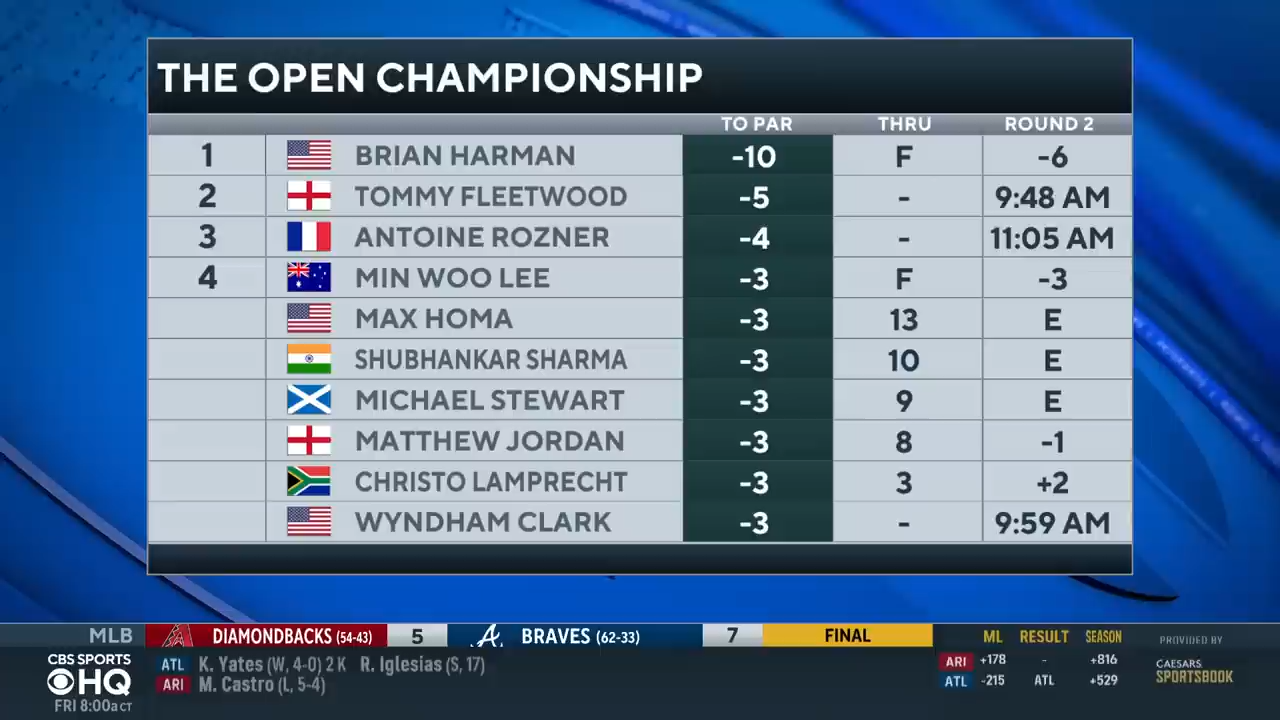 THE OPEN CHAMPIONSHIP
TO PAR THRU ROUND 2
1 BRIAN HARMAN -10 F -6
2 TOMMY FLEETWOOD -5 - 9:48 AM
3 ANTOINE ROZNER -4 - 11:05 AM
4 MIN WOO LEE -3 F -3
MAX HOMA -3 13 E
SHUBHANKAR SHARMA -3 10 E
MICHAEL STEWART -3 9 E
MATTHEW JORDAN -3 8 -1
CHRISTO LAMPRECHT -3 3 +2
WYNDHAM CLARK -3 - 9:59 AM
MLB DIAMONDBACKS (54-43) 5 BRAVES (62-33) 7 FINAL ML RESULT SEASON PROVIDED BY
CBS SPORTS HQ
FRI 8:00A CT
ATL K. Yates (W, 4-0) 2 K R. Iglesias (S, 17)
ARI M. Castro (L, 5-4)
ARI +178 - +816
ATL -215 ATL +529
CAESARS
SPORTSBOOK